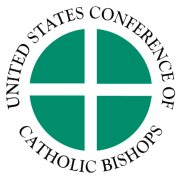 UNITED STATES CONFERENCE OF
CATHOLIC BISHOPS